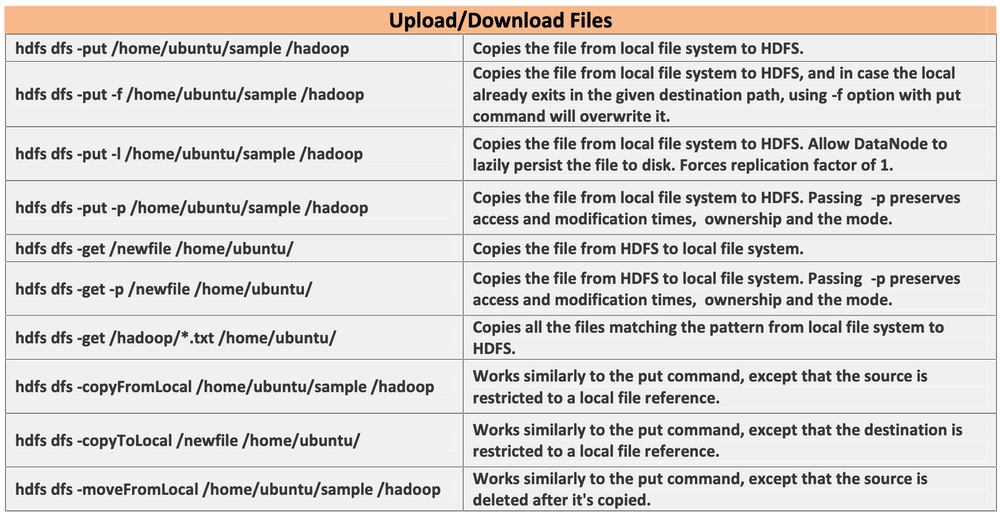 Upload/Download Files
hdfs dfs -put /home/ubuntu/sample /hadoop
Copies the file from local file system to HDFS.
hdfs dfs -put -f /home/ubuntu/sample /hadoop
Copies the file from local file system to HDFS, and in case the local
already exits in the given destination path, using -f option with put
command will overwrite it.
hdfs dfs -put -l /home/ubuntu/sample /hadoop
Copies the file from local file system to HDFS. Allow DataNode to
lazily persist the file to disk. Forces replication factor of 1.
hdfs dfs -put -p /home/ubuntu/sample /hadoop
Copies the file from local file system to HDFS. Passing  -p preserves
access and modification times,  ownership and the mode.
hdfs dfs -get /newfile /home/ubuntu/
Copies the file from HDFS to local file system.
hdfs dfs -get -p /newfile /home/ubuntu/
Copies the file from HDFS to local file system. Passing  -p preserves
access and modification times,  ownership and the mode.
hdfs dfs -get /hadoop/*.txt /home/ubuntu/
Copies all the files matching the pattern from local file system to
HDFS.
hdfs dfs -copyFromLocal /home/ubuntu/sample /hadoop
Works similarly to the put command, except that the source is
restricted to a local file reference.
hdfs dfs -copyToLocal /newfile /home/ubuntu/
Works similarly to the put command, except that the destination is
restricted to a local file reference.
hdfs dfs -moveFromLocal /home/ubuntu/sample /hadoop
Works similarly to the put command, except that the source is
deleted after it's copied.